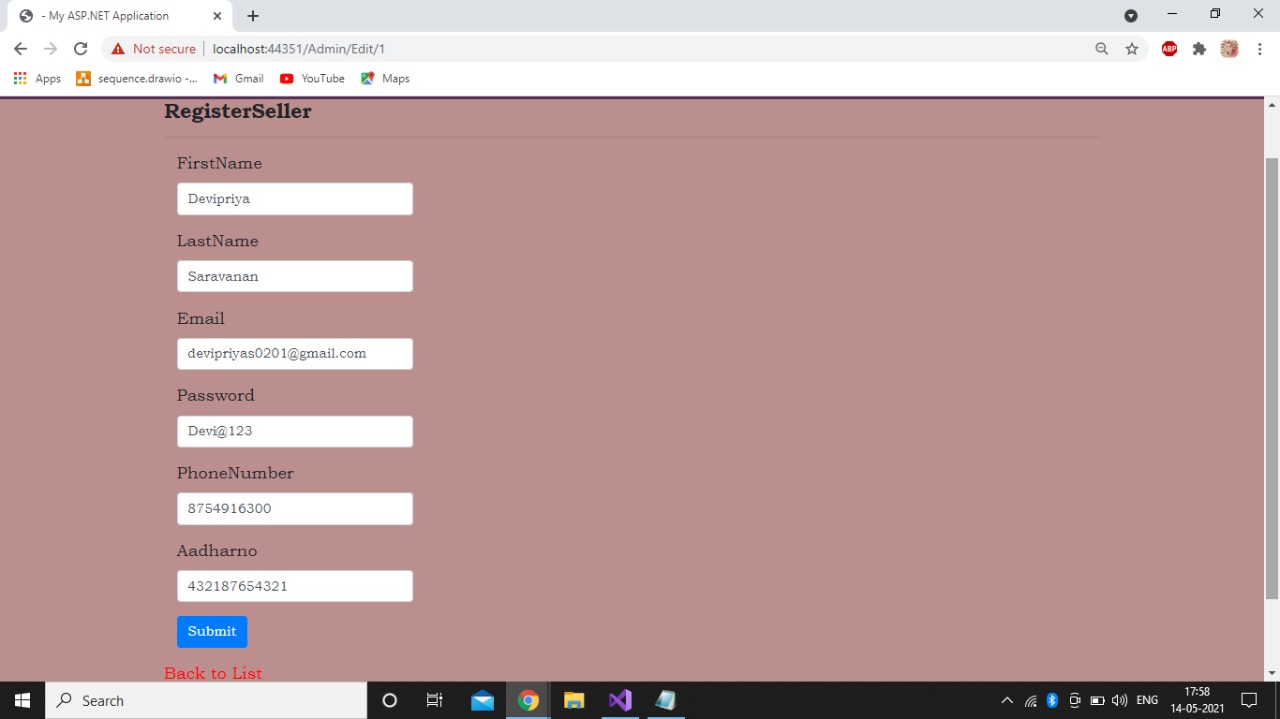 - My ASP.NET Application
Not secure
localhost:44351/Admin/Edit/1
ABP
Apps
sequence.drawio -...
Gmail
YouTube
Maps
RegisterSeller
FirstName
Devipriya
LastName
Saravanan
Email
devipriyas0201@gmail.com
Password
Devi@123
PhoneNumber
8754916300
Aadharno
432187654321
Submit
Back to List
Search
ENG
17:58
14-05-2021